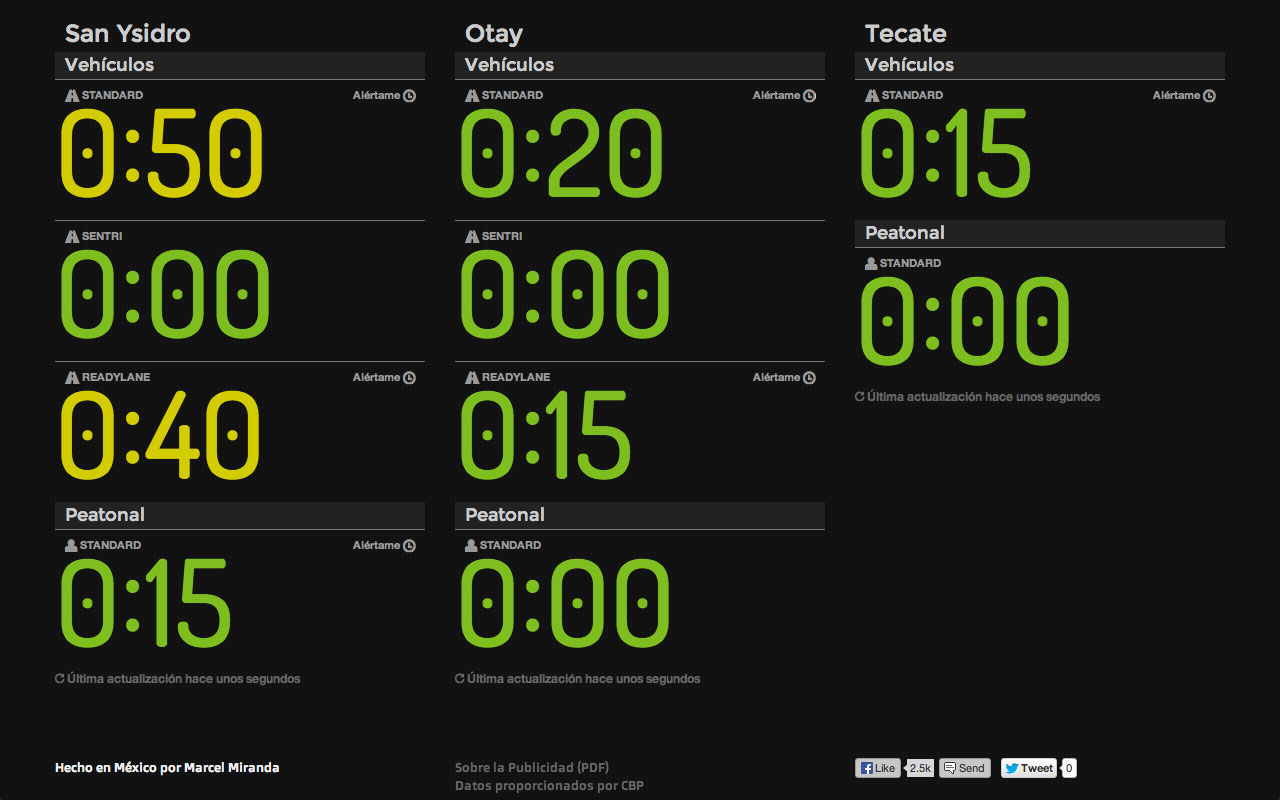 San Ysidro
Vehículos
STANDARD Alértame
0:50
SENTRI
0:00
READYLANE Alértame
0:40
Peatonal
STANDARD Alértame
0:15
Última actualización hace unos segundos
Otay
Vehículos
STANDARD Alértame
0:20
SENTRI
0:00
READYLANE Alértame
0:15
Peatonal
STANDARD
0:00
Última actualización hace unos segundos
Tecate
Vehículos
STANDARD Alértame
0:15
Peatonal
STANDARD
0:00
Última actualización hace unos segundos
Hecho en México por Marcel Miranda
Sobre la Publicidad (PDF)
Datos proporcionados por CBP
Like 2.5k Send Tweet 0